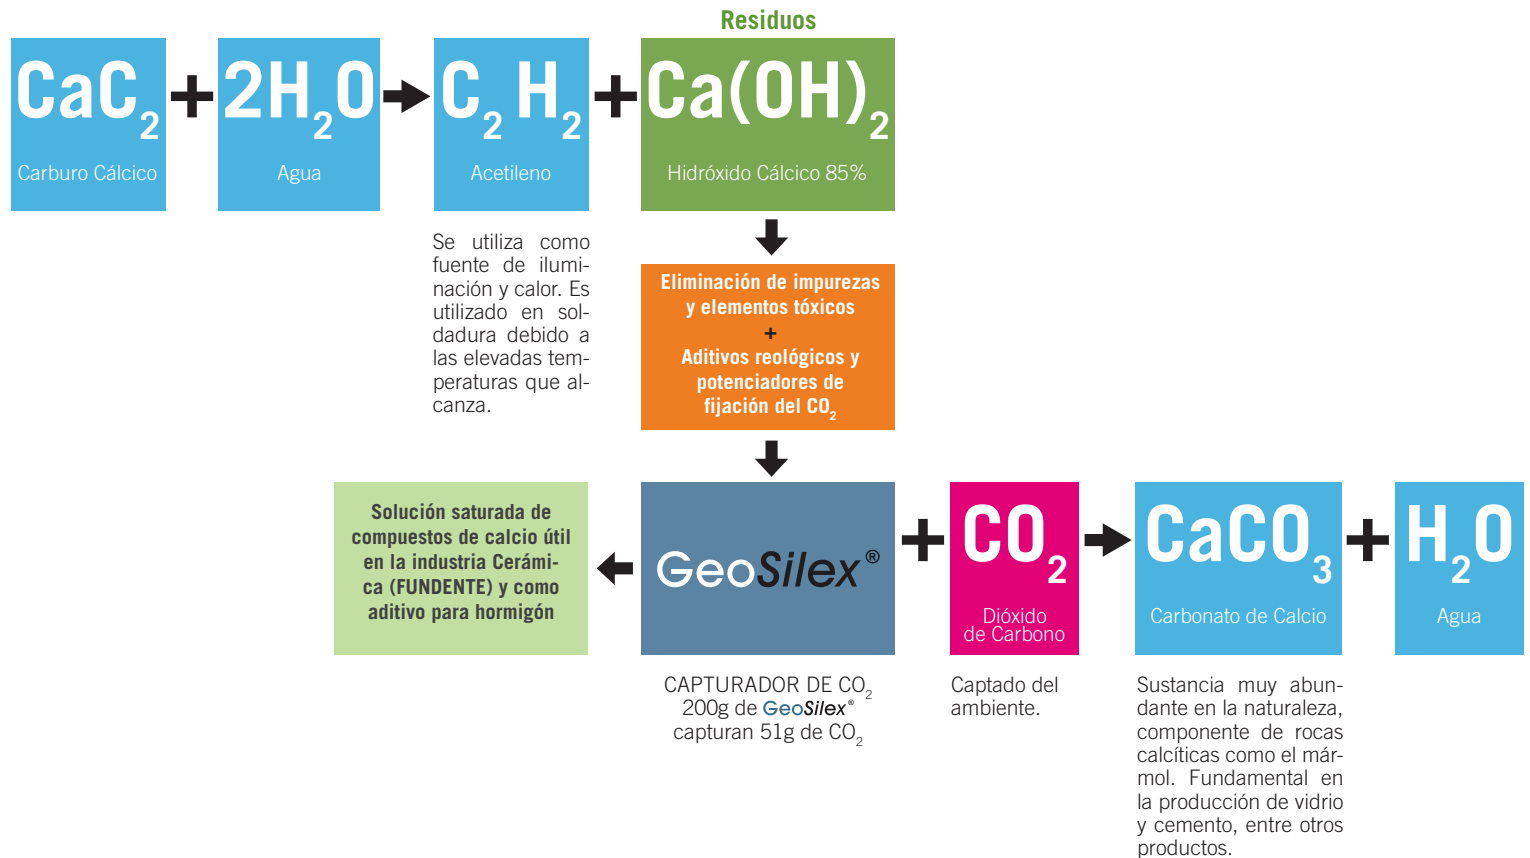 Residuos
CaC2 + 2H2O → C2 H2 + Ca(OH)2
Carburo Cálcico
Agua
Acetileno
Hidróxido Cálcico 85%
Se utiliza como
fuente de ilumi-
nación y calor. Es
utilizado en sol-
dadura debido a
las elevadas tem-
peraturas que al-
canza.
Eliminación de impurezas
y elementos tóxicos
+
Aditivos reológicos y
potenciadores de
fijación del CO2
Solución saturada de
compuestos de calcio útil
en la industria Cerámi-
ca (FUNDENTE) y como
aditivo para hormigón
GeoSilex® + CO2 → CaCO3 + H2O
Dióxido
de Carbono
Carbonato de Calcio
Agua
CAPTURADOR DE CO2
200g de GeoSilex®
capturan 51g de CO2
Captado del
ambiente.
Sustancia muy abun-
dante en la naturaleza,
componente de rocas
calcíticas como el már-
mol. Fundamental en
la producción de vidrio
y cemento, entre otros
productos.